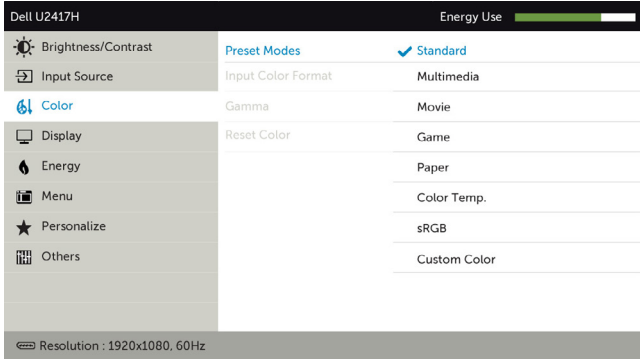 Dell U2417H
Energy Use
Brightness/Contrast
Input Source
Color
Display
Energy
Menu
Personalize
Others
Preset Modes
Input Color Format
Gamma
Reset Color
Standard
Multimedia
Movie
Game
Paper
Color Temp.
sRGB
Custom Color
Resolution : 1920x1080, 60Hz